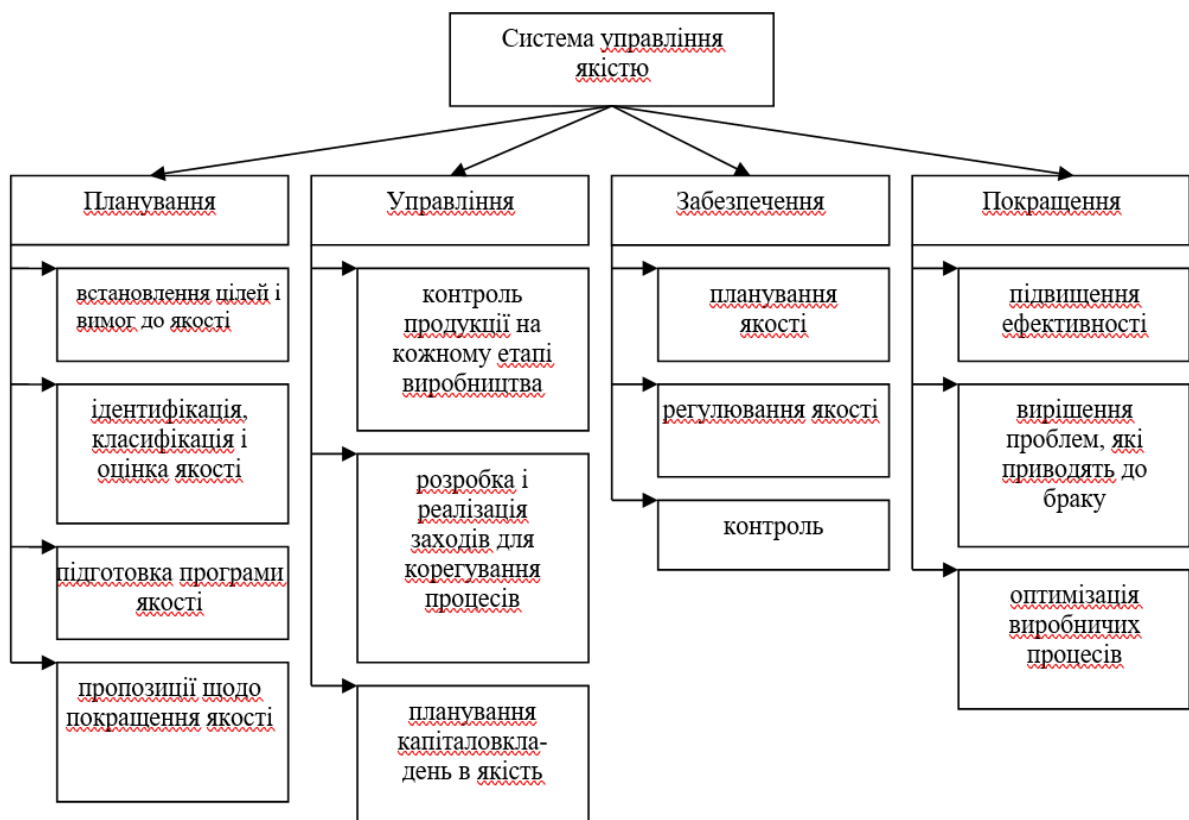 Система управління
якістю
Планування
Управління
Забезпечення
Покращення
встановлення цілей і
вимог до якості
ідентифікація,
класифікація і
оцінка якості
підготовка програми
якості
пропозиції щодо
покращення якості
контроль
продукції на
кожному етапі
виробництва
розробка і
реалізація
заходів для
корегування
процесів
планування
капіталовкла-
день в якість
планування
якості
регулювання якості
контроль
підвищення
ефективності
вирішення
проблем, які
приводять до
браку
оптимізація
виробничих
процесів